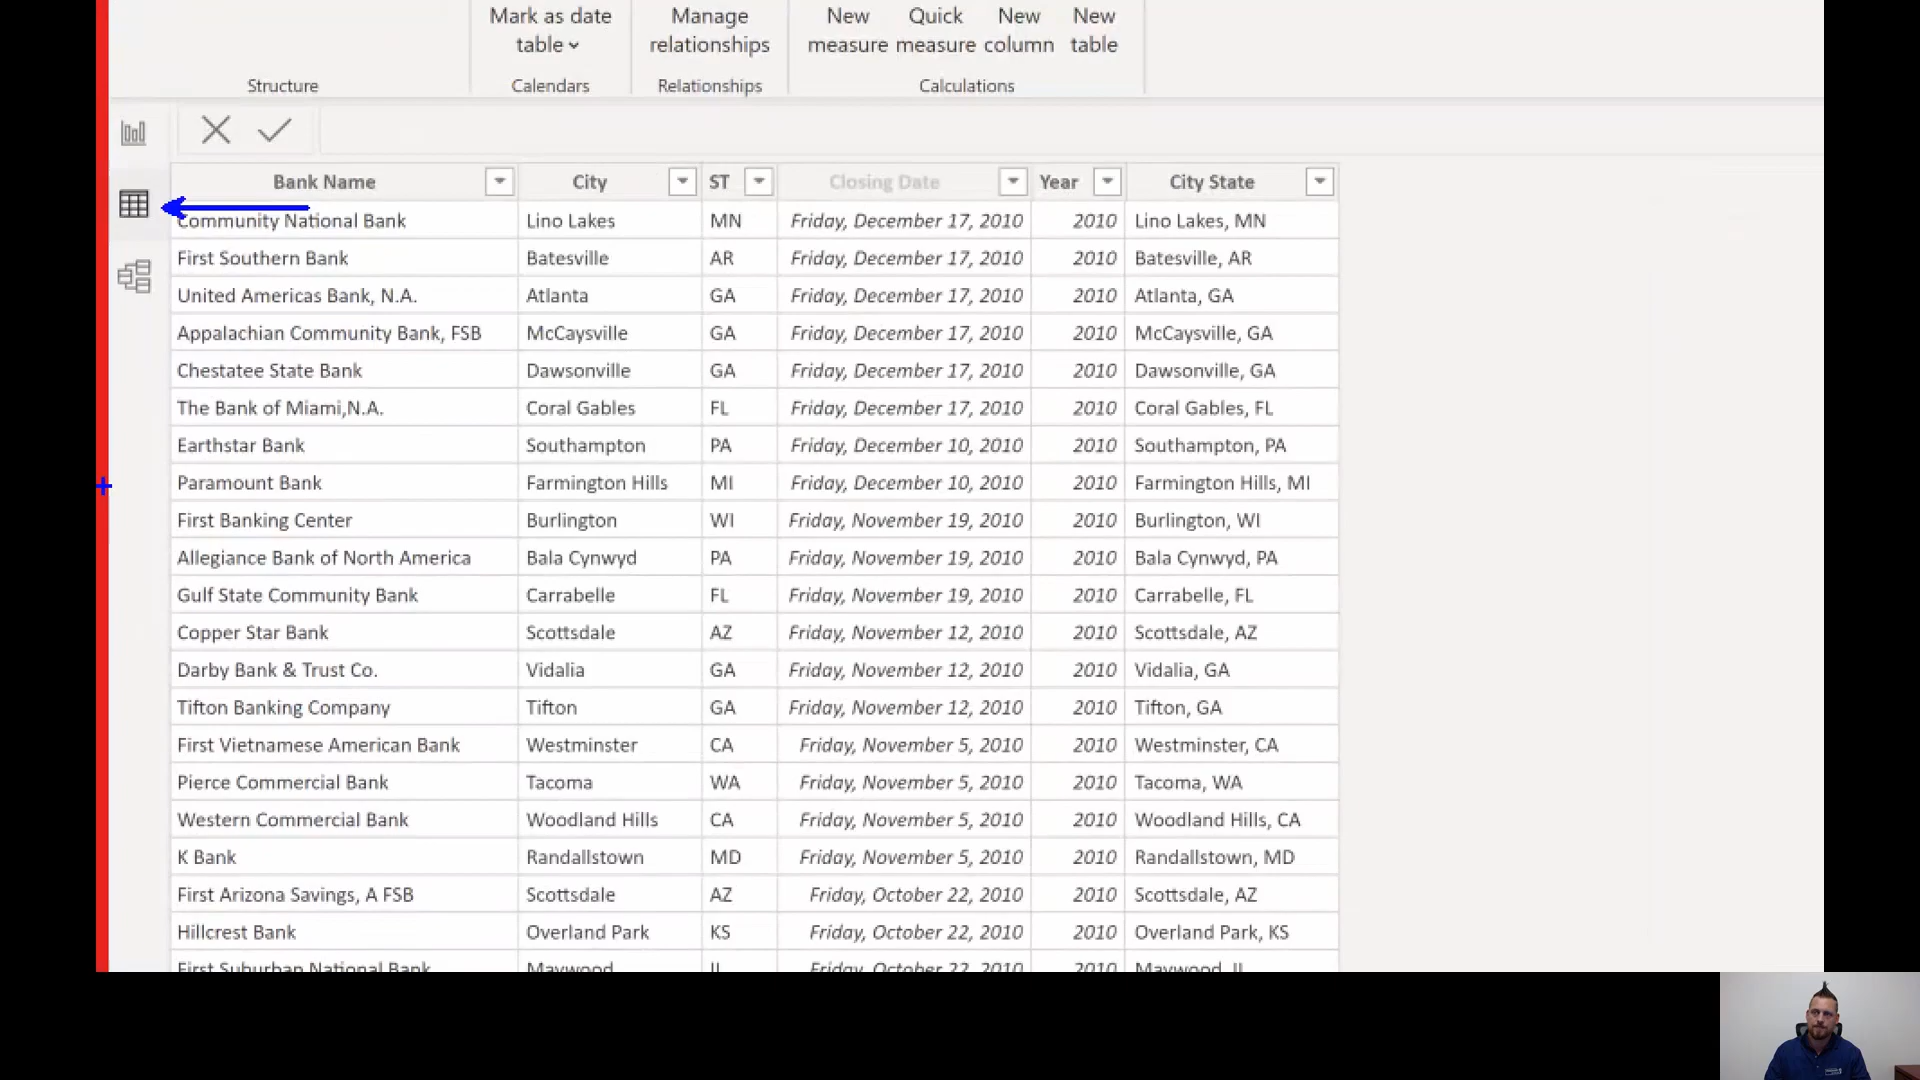 Mark as date table
Manage relationships
New measure
Quick measure
New column
New table
Structure
Calendars
Relationships
Calculations
Bank Name City ST Closing Date Year City State
Community National Bank Lino Lakes MN Friday, December 17, 2010 2010 Lino Lakes, MN
First Southern Bank Batesville AR Friday, December 17, 2010 2010 Batesville, AR
United Americas Bank, N.A. Atlanta GA Friday, December 17, 2010 2010 Atlanta, GA
Appalachian Community Bank, FSB McCaysville GA Friday, December 17, 2010 2010 McCaysville, GA
Chestatee State Bank Dawsonville GA Friday, December 17, 2010 2010 Dawsonville, GA
The Bank of Miami,N.A. Coral Gables FL Friday, December 17, 2010 2010 Coral Gables, FL
Earthstar Bank Southampton PA Friday, December 10, 2010 2010 Southampton, PA
Paramount Bank Farmington Hills MI Friday, December 10, 2010 2010 Farmington Hills, MI
First Banking Center Burlington WI Friday, November 19, 2010 2010 Burlington, WI
Allegiance Bank of North America Bala Cynwyd PA Friday, November 19, 2010 2010 Bala Cynwyd, PA
Gulf State Community Bank Carrabelle FL Friday, November 19, 2010 2010 Carrabelle, FL
Copper Star Bank Scottsdale AZ Friday, November 12, 2010 2010 Scottsdale, AZ
Darby Bank & Trust Co. Vidalia GA Friday, November 12, 2010 2010 Vidalia, GA
Tifton Banking Company Tifton GA Friday, November 12, 2010 2010 Tifton, GA
First Vietnamese American Bank Westminster CA Friday, November 5, 2010 2010 Westminster, CA
Pierce Commercial Bank Tacoma WA Friday, November 5, 2010 2010 Tacoma, WA
Western Commercial Bank Woodland Hills CA Friday, November 5, 2010 2010 Woodland Hills, CA
K Bank Randallstown MD Friday, November 5, 2010 2010 Randallstown, MD
First Arizona Savings, A FSB Scottsdale AZ Friday, October 22, 2010 2010 Scottsdale, AZ
Hillcrest Bank Overland Park KS Friday, October 22, 2010 2010 Overland Park, KS
First Suburban National Bank Maywood IL Friday, October 22, 2010 2010 Maywood, IL